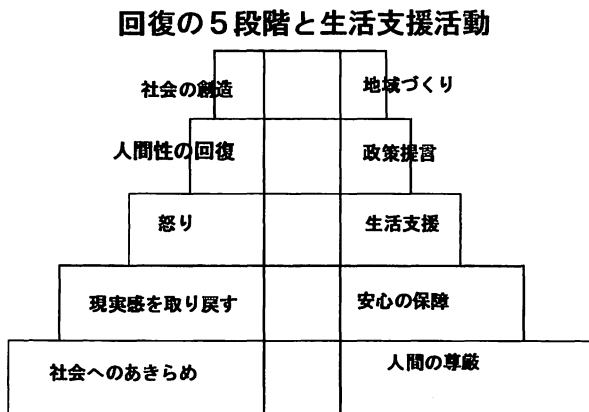 回復の５段階と生活支援活動
社会の創造
地域づくり
人間性の回復
政策提言
怒り
生活支援
現実感を取り戻す
安心の保障
社会へのあきらめ
人間の尊厳